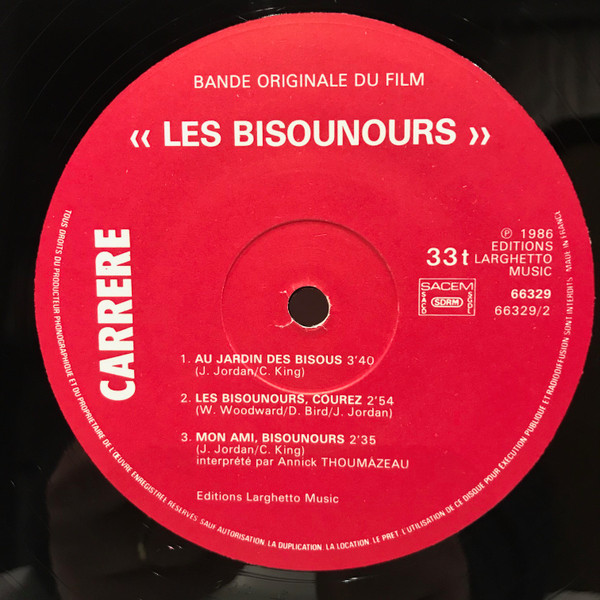 BANDE ORIGINALE DU FILM
‹‹ LES BISOUNOURS ››
CARRERE
33t
℗ 1986
EDITIONS
LARGHETTO
MUSIC
SACEM
SACD
SDRM
SGDL
66329
66329/2
1. AU JARDIN DES BISOUS 3'40
(J. Jordan/C. King)
2. LES BISOUNOURS, COUREZ 2'54
(W. Woodward/D. Bird/J. Jordan)
3. MON AMI, BISOUNOURS 2'35
(J. Jordan/C. King)
interprété par Annick THOUMÀZEAU
Editions Larghetto Music
TOUS DROITS DU PRODUCTEUR PHONOGRAPHIQUE ET DU PROPRIETAIRE DE L'ŒUVRE ENREGISTREE RESERVES SAUF AUTORISATION. LA DUPLICATION. LA LOCATION. LE PRET. L'UTILISATION DE CE DISQUE POUR EXECUTION PUBLIQUE ET RADIODIFFUSION SONT INTERDITS MADE IN FRANCE